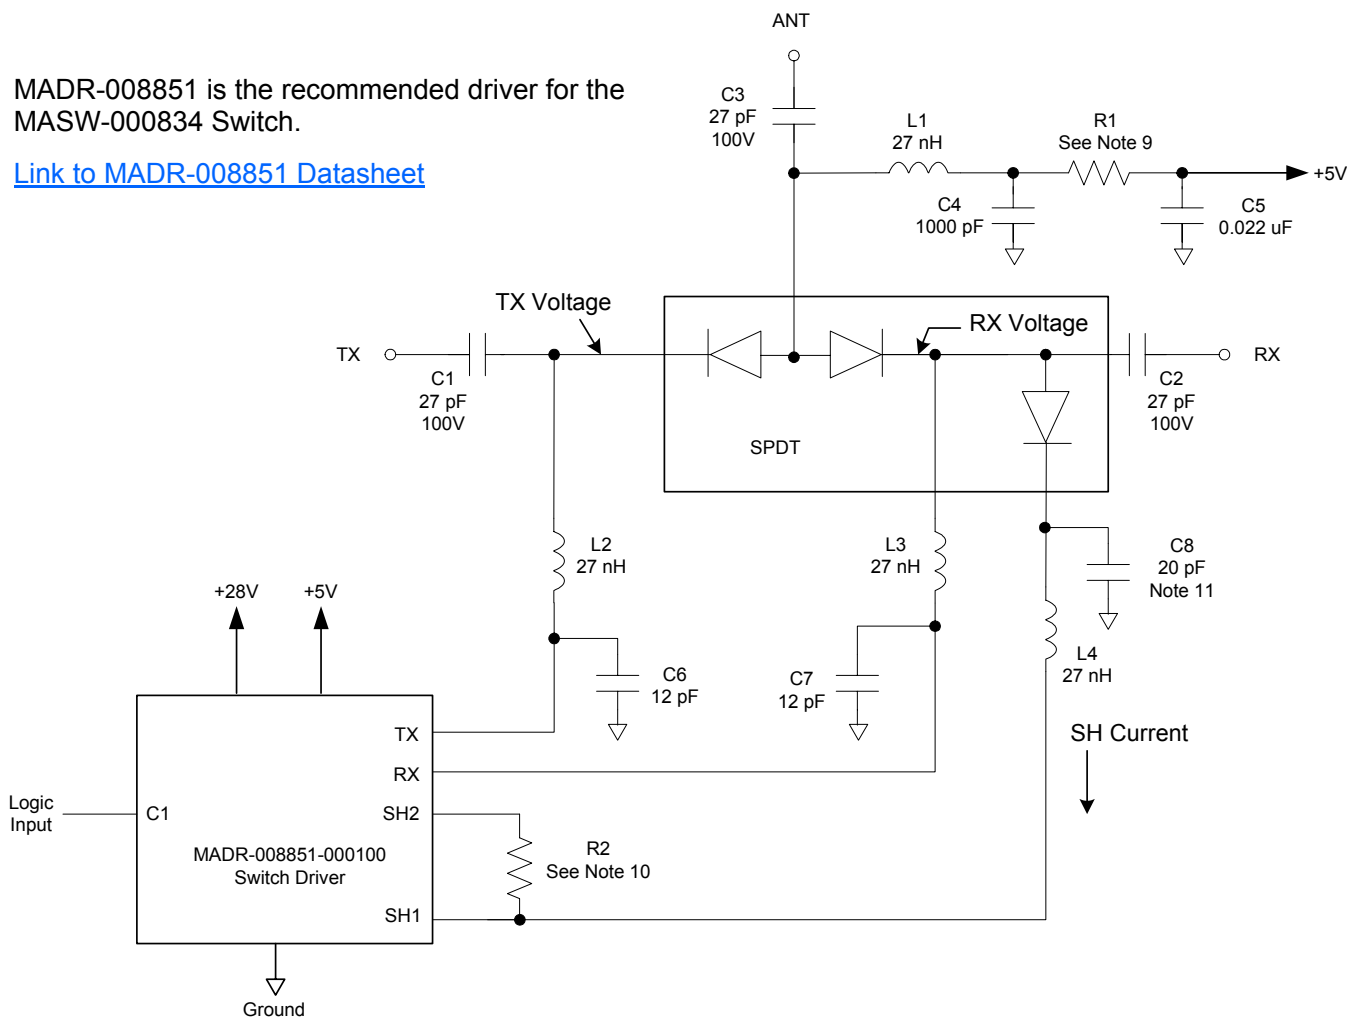 ANT
MADR-008851 is the recommended driver for the
MASW-000834 Switch.
Link to MADR-008851 Datasheet
C3
27 pF
100V
L1
27 nH
R1
See Note 9
+5V
C4
1000 pF
C5
0.022 uF
TX Voltage
RX Voltage
TX
RX
C1
27 pF
100V
C2
27 pF
100V
SPDT
L2
27 nH
L3
27 nH
C8
20 pF
Note 11
+28V
+5V
L4
27 nH
C6
12 pF
C7
12 pF
SH Current
TX
RX
Logic
Input
C1
SH2
MADR-008851-000100
Switch Driver
R2
See Note 10
SH1
Ground